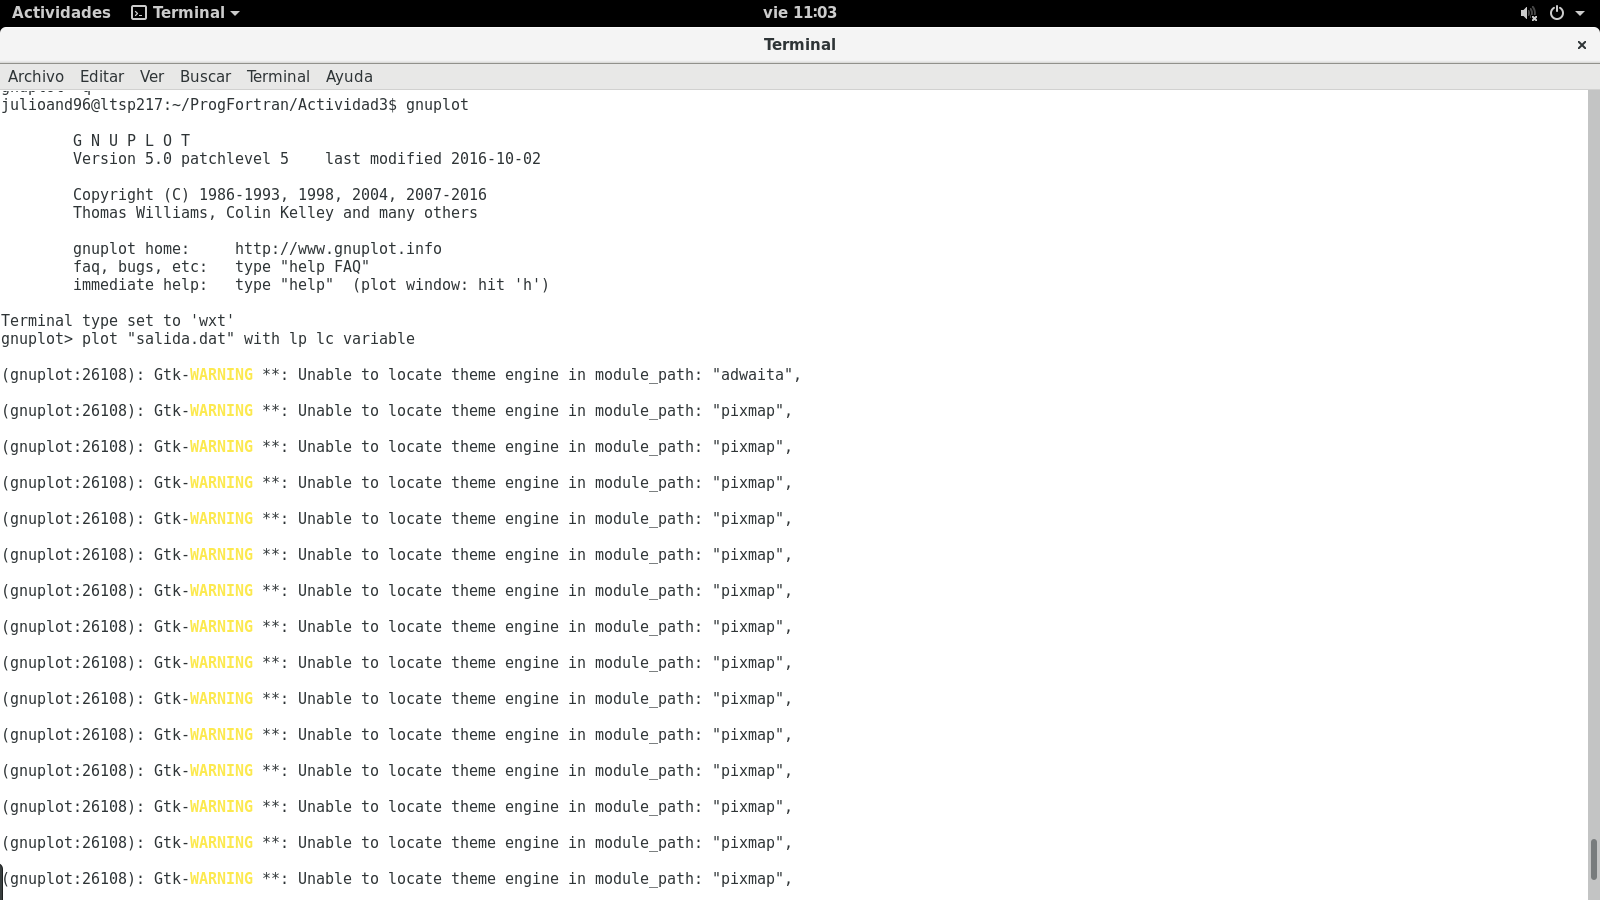 Actividades Terminal vie 11:03
Terminal
Archivo Editar Ver Buscar Terminal Ayuda
julioand96@ltsp217:~/ProgFortran/Actividad3$ gnuplot
G N U P L O T
Version 5.0 patchlevel 5    last modified 2016-10-02
Copyright (C) 1986-1993, 1998, 2004, 2007-2016
Thomas Williams, Colin Kelley and many others
gnuplot home:     http://www.gnuplot.info
faq, bugs, etc:   type "help FAQ"
immediate help:   type "help"  (plot window: hit 'h')
Terminal type set to 'wxt'
gnuplot> plot "salida.dat" with lp lc variable
(gnuplot:26108): Gtk-WARNING **: Unable to locate theme engine in module_path: "adwaita",
(gnuplot:26108): Gtk-WARNING **: Unable to locate theme engine in module_path: "pixmap",
(gnuplot:26108): Gtk-WARNING **: Unable to locate theme engine in module_path: "pixmap",
(gnuplot:26108): Gtk-WARNING **: Unable to locate theme engine in module_path: "pixmap",
(gnuplot:26108): Gtk-WARNING **: Unable to locate theme engine in module_path: "pixmap",
(gnuplot:26108): Gtk-WARNING **: Unable to locate theme engine in module_path: "pixmap",
(gnuplot:26108): Gtk-WARNING **: Unable to locate theme engine in module_path: "pixmap",
(gnuplot:26108): Gtk-WARNING **: Unable to locate theme engine in module_path: "pixmap",
(gnuplot:26108): Gtk-WARNING **: Unable to locate theme engine in module_path: "pixmap",
(gnuplot:26108): Gtk-WARNING **: Unable to locate theme engine in module_path: "pixmap",
(gnuplot:26108): Gtk-WARNING **: Unable to locate theme engine in module_path: "pixmap",
(gnuplot:26108): Gtk-WARNING **: Unable to locate theme engine in module_path: "pixmap",
(gnuplot:26108): Gtk-WARNING **: Unable to locate theme engine in module_path: "pixmap",
(gnuplot:26108): Gtk-WARNING **: Unable to locate theme engine in module_path: "pixmap",
(gnuplot:26108): Gtk-WARNING **: Unable to locate theme engine in module_path: "pixmap",